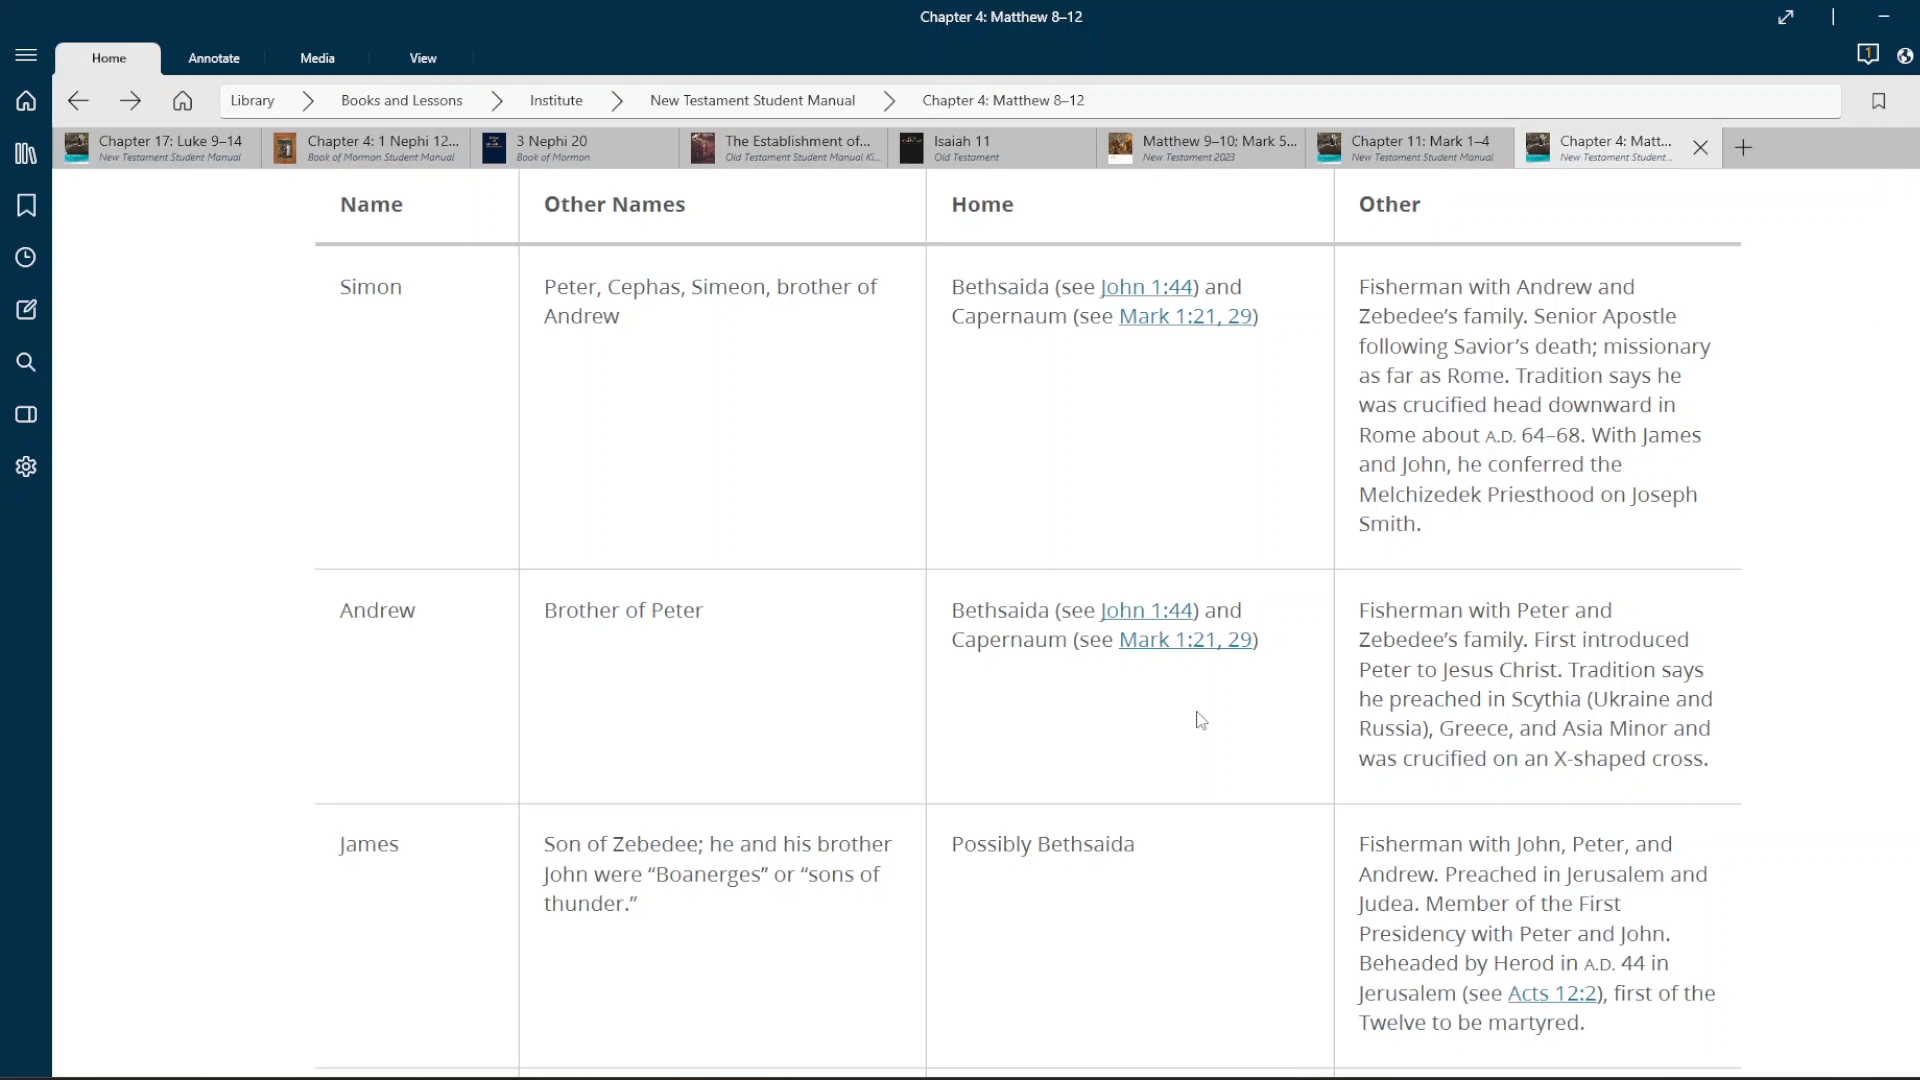 Chapter 4: Matthew 8–12
Home
Annotate
Media
View
1
Library
Books and Lessons
Institute
New Testament Student Manual
Chapter 4: Matthew 8–12
Chapter 17: Luke 9–14
New Testament Student Manual
Chapter 4: 1 Nephi 12...
Book of Mormon Student Manual
3 Nephi 20
Book of Mormon
The Establishment of...
Old Testament Student Manual Ki...
Isaiah 11
Old Testament
Matthew 9–10; Mark 5...
New Testament 2023
Chapter 11: Mark 1–4
New Testament Student Manual
Chapter 4: Matt...
New Testament Student...
Name
Other Names
Home
Other
Simon
Peter, Cephas, Simeon, brother of
Andrew
Bethsaida (see John 1:44) and
Capernaum (see Mark 1:21, 29)
Fisherman with Andrew and
Zebedee’s family. Senior Apostle
following Savior’s death; missionary
as far as Rome. Tradition says he
was crucified head downward in
Rome about A.D. 64–68. With James
and John, he conferred the
Melchizedek Priesthood on Joseph
Smith.
Andrew
Brother of Peter
Bethsaida (see John 1:44) and
Capernaum (see Mark 1:21, 29)
Fisherman with Peter and
Zebedee’s family. First introduced
Peter to Jesus Christ. Tradition says
he preached in Scythia (Ukraine and
Russia), Greece, and Asia Minor and
was crucified on an X-shaped cross.
James
Son of Zebedee; he and his brother
John were “Boanerges” or “sons of
thunder.”
Possibly Bethsaida
Fisherman with John, Peter, and
Andrew. Preached in Jerusalem and
Judea. Member of the First
Presidency with Peter and John.
Beheaded by Herod in A.D. 44 in
Jerusalem (see Acts 12:2), first of the
Twelve to be martyred.